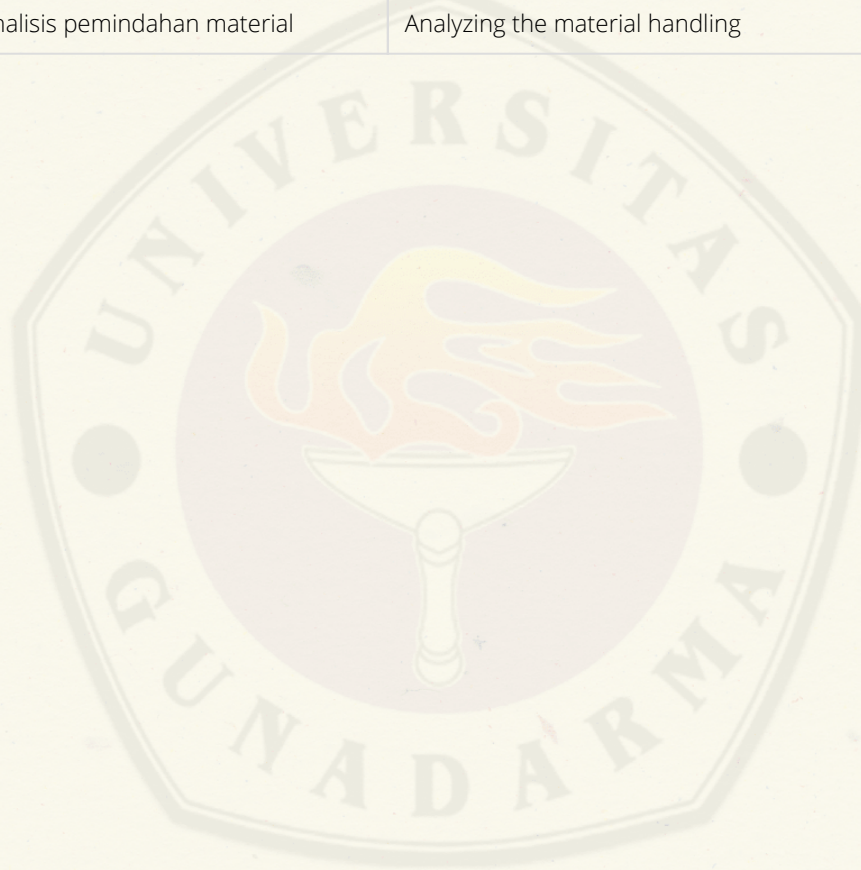 nalisis pemindahan material
Analyzing the material handling
UNIVERSITAS
GUNADARMA